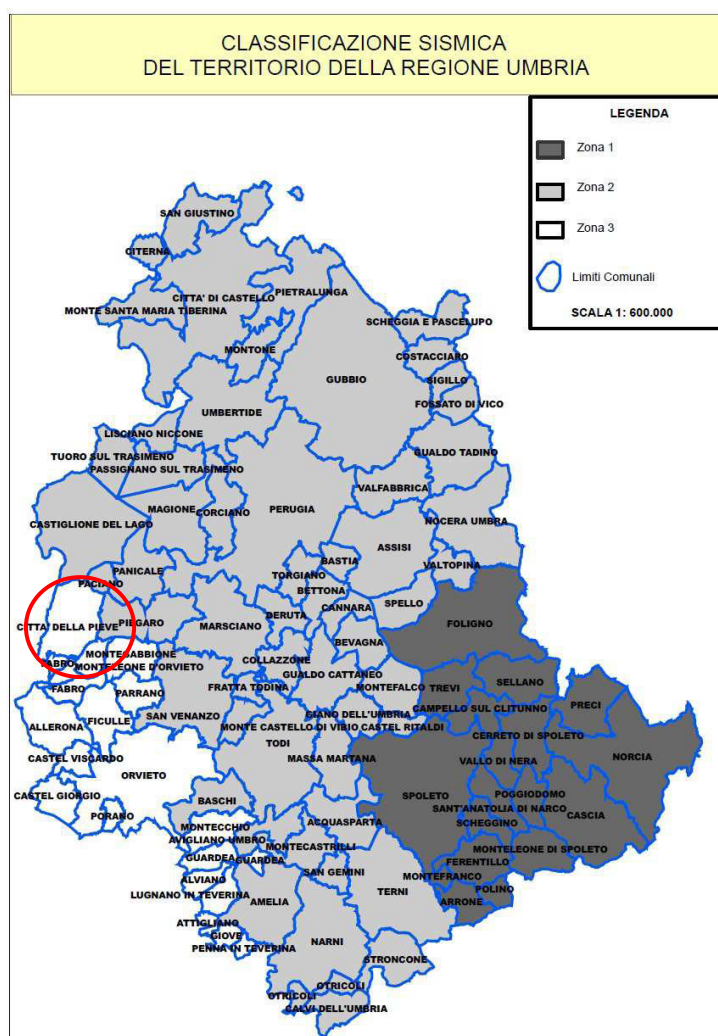 CLASSIFICAZIONE SISMICA
DEL TERRITORIO DELLA REGIONE UMBRIA
LEGENDA
Zona 1
Zona 2
Zona 3
Limiti Comunali
SCALA 1: 600.000
SAN GIUSTINO
CITERNA
CITTA' DI CASTELLO
PIETRALUNGA
MONTE SANTA MARIA TIBERINA
SCHEGGIA E PASCELUPO
MONTONE
COSTACCIARO
GUBBIO
SIGILLO
FOSSATO DI VICO
UMBERTIDE
LISCIANO NICCONE
GUALDO TADINO
TUORO SUL TRASIMENO
PASSIGNANO SUL TRASIMENO
VALFABBRICA
MAGIONE
CORCIANO
PERUGIA
CASTIGLIONE DEL LAGO
NOCERA UMBRA
ASSISI
BASTIA
VALTOPINA
PANICALE
TORGIANO
PACIANO
BETTONA
SPELLO
CANNARA
DERUTA
FOLIGNO
CITTA' DELLA PIEVE
PIEGARO
MARSCIANO
BEVAGNA
MONTEGABBIONE
COLLAZZONE
FABRO
MONTELEONE D'ORVIETO
GUALDO CATTANEO
SELLANO
FABRO
PARRANO
FRATTA TODINA
MONTEFALCO
TREVI
PRECI
CAMPELLO SUL CLITUNNO
FICULLE
SAN VENANZO
GIANO DELL'UMBRIA
ALLERONA
MONTE CASTELLO DI VIBIO
CASTEL RITALDI
CERRETO DI SPOLETO
TODI
NORCIA
CASTEL VISCARDO
MASSA MARTANA
VALLO DI NERA
ORVIETO
CASTEL GIORGIO
SPOLETO
POGGIODOMO
BASCHI
SANT'ANATOLIA DI NARCO
PORANO
CASCIA
ACQUASPARTA
SCHEGGINO
MONTECCHIO
AVIGLIANO UMBRO
MONTECASTRILLI
MONTELEONE DI SPOLETO
GUARDEA
GUARDEA
FERENTILLO
SAN GEMINI
MONTEFRANCO
ALVIANO
POLINO
LUGNANO IN TEVERINA
TERNI
AMELIA
ARRONE
ATTIGLIANO
GIOVE
NARNI
PENNA IN TEVERINA
STRONCONE
OTRICOLI
OTRICOLI
CALVI DELL'UMBRIA